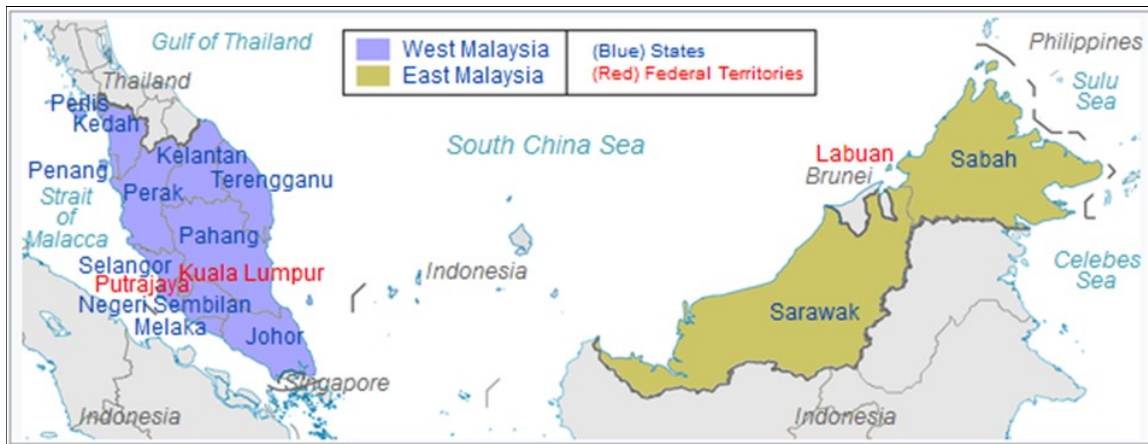 Gulf of Thailand
West Malaysia
East Malaysia
(Blue) States
(Red) Federal Territories
Philippines
Sulu
Sea
Thailand
Perlis
Kedah
South China Sea
Kelantan
Labuan
Sabah
Penang
Perak
Terengganu
Brunei
Strait
of
Malacca
Pahang
Selangor
Kuala Lumpur
Indonesia
Celebes
Sea
Putrajaya
Negeri Sembilan
Sarawak
Melaka
Johor
Singapore
Indonesia
Indonesia